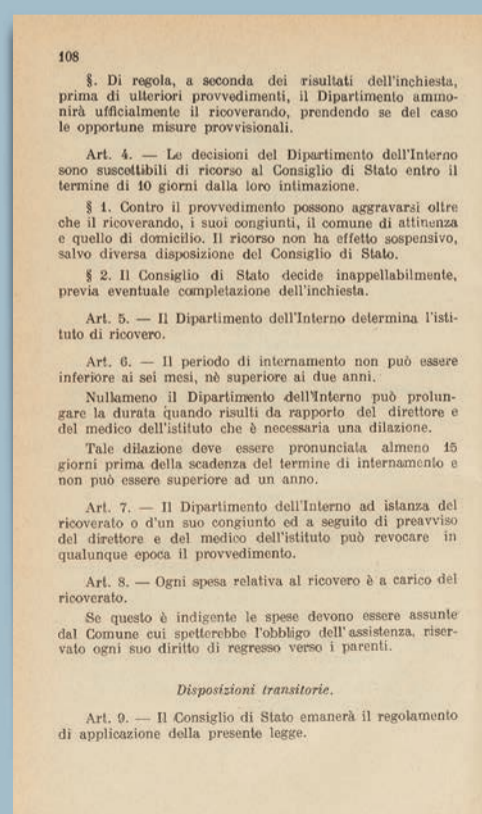 108
§. Di regola, a seconda dei risultati dell'inchiesta,
prima di ulteriori provvedimenti, il Dipartimento ammo-
nirà ufficialmente il ricoverando, prendendo se del caso
le opportune misure provvisionali.
Art. 4. — Le decisioni del Dipartimento dell'Interno
sono suscettibili di ricorso al Consiglio di Stato entro il
termine di 10 giorni dalla loro intimazione.
§ 1. Contro il provvedimento possono aggravarsi oltre
che il ricoverando, i suoi congiunti, il comune di attinenza
e quello di domicilio. Il ricorso non ha effetto sospensivo,
salvo diversa disposizione del Consiglio di Stato.
§ 2. Il Consiglio di Stato decide inappellabilmente,
previa eventuale completazione dell'inchiesta.
Art. 5. — Il Dipartimento dell'Interno determina l'isti-
tuto di ricovero.
Art. 6. — Il periodo di internamento non può essere
inferiore ai sei mesi, nè superiore ai due anni.
Nullameno il Dipartimento dell'Interno può prolun-
gare la durata quando risulti da rapporto del direttore e
del medico dell'istituto che è necessaria una dilazione.
Tale dilazione deve essere pronunciata almeno 15
giorni prima della scadenza del termine di internamento e
non può essere superiore ad un anno.
Art. 7. — Il Dipartimento dell'Interno ad istanza del
ricoverato o d'un suo congiunto ed a seguito di preavviso
del direttore e del medico dell'istituto può revocare in
qualunque epoca il provvedimento.
Art. 8. — Ogni spesa relativa al ricovero è a carico del
ricoverato.
Se questo è indigente le spese devono essere assunte
dal Comune cui spetterebbe l'obbligo dell'assistenza, riser-
vato ogni suo diritto di regresso verso i parenti.
Disposizioni transitorie.
Art. 9. — Il Consiglio di Stato emanerà il regolamento
di applicazione della presente legge.